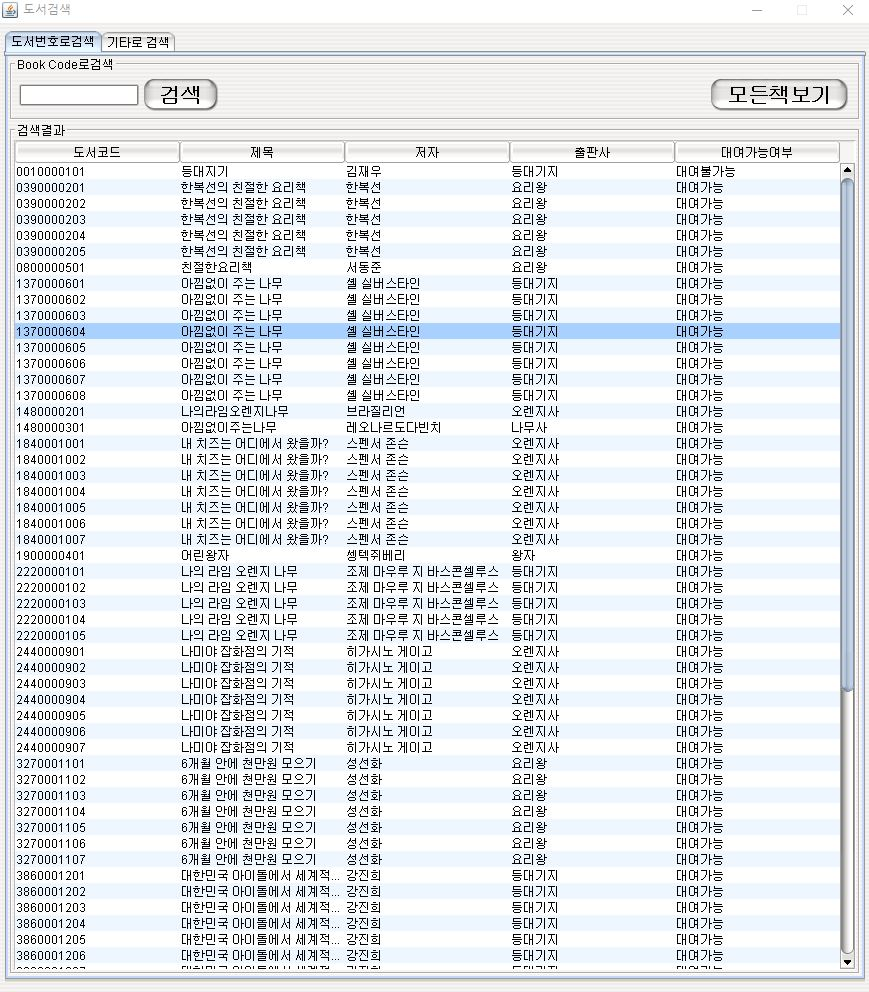 도서검색
도서번호로검색 기타로 검색
Book Code로검색
검색 모든책보기
검색결과
도서코드 제목 저자 출판사 대여가능여부
0010000101 등대지기 김재우 등대기지 대여불가능
0390000201 한복선의 친절한 요리책 한복선 요리왕 대여가능
0390000202 한복선의 친절한 요리책 한복선 요리왕 대여가능
0390000203 한복선의 친절한 요리책 한복선 요리왕 대여가능
0390000204 한복선의 친절한 요리책 한복선 요리왕 대여가능
0390000205 한복선의 친절한 요리책 한복선 요리왕 대여가능
0800000501 친절한요리책 서동준 요리왕 대여가능
1370000601 아낌없이 주는 나무 셸 실버스타인 등대기지 대여가능
1370000602 아낌없이 주는 나무 셸 실버스타인 등대기지 대여가능
1370000603 아낌없이 주는 나무 셸 실버스타인 등대기지 대여가능
1370000604 아낌없이 주는 나무 셸 실버스타인 등대기지 대여가능
1370000605 아낌없이 주는 나무 셸 실버스타인 등대기지 대여가능
1370000606 아낌없이 주는 나무 셸 실버스타인 등대기지 대여가능
1370000607 아낌없이 주는 나무 셸 실버스타인 등대기지 대여가능
1370000608 아낌없이 주는 나무 셸 실버스타인 등대기지 대여가능
1480000201 나의라임오렌지나무 브라질리언 오렌지사 대여가능
1480000301 아낌없이주는나무 레오나르도다빈치 나무사 대여가능
1840001001 내 치즈는 어디에서 왔을까? 스펜서 존슨 오렌지사 대여가능
1840001002 내 치즈는 어디에서 왔을까? 스펜서 존슨 오렌지사 대여가능
1840001003 내 치즈는 어디에서 왔을까? 스펜서 존슨 오렌지사 대여가능
1840001004 내 치즈는 어디에서 왔을까? 스펜서 존슨 오렌지사 대여가능
1840001005 내 치즈는 어디에서 왔을까? 스펜서 존슨 오렌지사 대여가능
1840001006 내 치즈는 어디에서 왔을까? 스펜서 존슨 오렌지사 대여가능
1840001007 내 치즈는 어디에서 왔을까? 스펜서 존슨 오렌지사 대여가능
1900000401 어린왕자 셍텍쥐베리 왕자 대여가능
2220000101 나의 라임 오렌지 나무 조제 마우루 지 바스콘셀루스 등대기지 대여가능
2220000102 나의 라임 오렌지 나무 조제 마우루 지 바스콘셀루스 등대기지 대여가능
2220000103 나의 라임 오렌지 나무 조제 마우루 지 바스콘셀루스 등대기지 대여가능
2220000104 나의 라임 오렌지 나무 조제 마우루 지 바스콘셀루스 등대기지 대여가능
2220000105 나의 라임 오렌지 나무 조제 마우루 지 바스콘셀루스 등대기지 대여가능
2440000901 나미야 잡화점의 기적 히가시노 게이고 오렌지사 대여가능
2440000902 나미야 잡화점의 기적 히가시노 게이고 오렌지사 대여가능
2440000903 나미야 잡화점의 기적 히가시노 게이고 오렌지사 대여가능
2440000904 나미야 잡화점의 기적 히가시노 게이고 오렌지사 대여가능
2440000905 나미야 잡화점의 기적 히가시노 게이고 오렌지사 대여가능
2440000906 나미야 잡화점의 기적 히가시노 게이고 오렌지사 대여가능
2440000907 나미야 잡화점의 기적 히가시노 게이고 오렌지사 대여가능
3270001101 6개월 안에 천만원 모으기 성선화 요리왕 대여가능
3270001102 6개월 안에 천만원 모으기 성선화 요리왕 대여가능
3270001103 6개월 안에 천만원 모으기 성선화 요리왕 대여가능
3270001104 6개월 안에 천만원 모으기 성선화 요리왕 대여가능
3270001105 6개월 안에 천만원 모으기 성선화 요리왕 대여가능
3270001106 6개월 안에 천만원 모으기 성선화 요리왕 대여가능
3270001107 6개월 안에 천만원 모으기 성선화 요리왕 대여가능
3860001201 대한민국 아이돌에서 세계적... 강진희 등대기지 대여가능
3860001202 대한민국 아이돌에서 세계적... 강진희 등대기지 대여가능
3860001203 대한민국 아이돌에서 세계적... 강진희 등대기지 대여가능
3860001204 대한민국 아이돌에서 세계적... 강진희 등대기지 대여가능
3860001205 대한민국 아이돌에서 세계적... 강진희 등대기지 대여가능
3860001206 대한민국 아이돌에서 세계적... 강진희 등대기지 대여가능